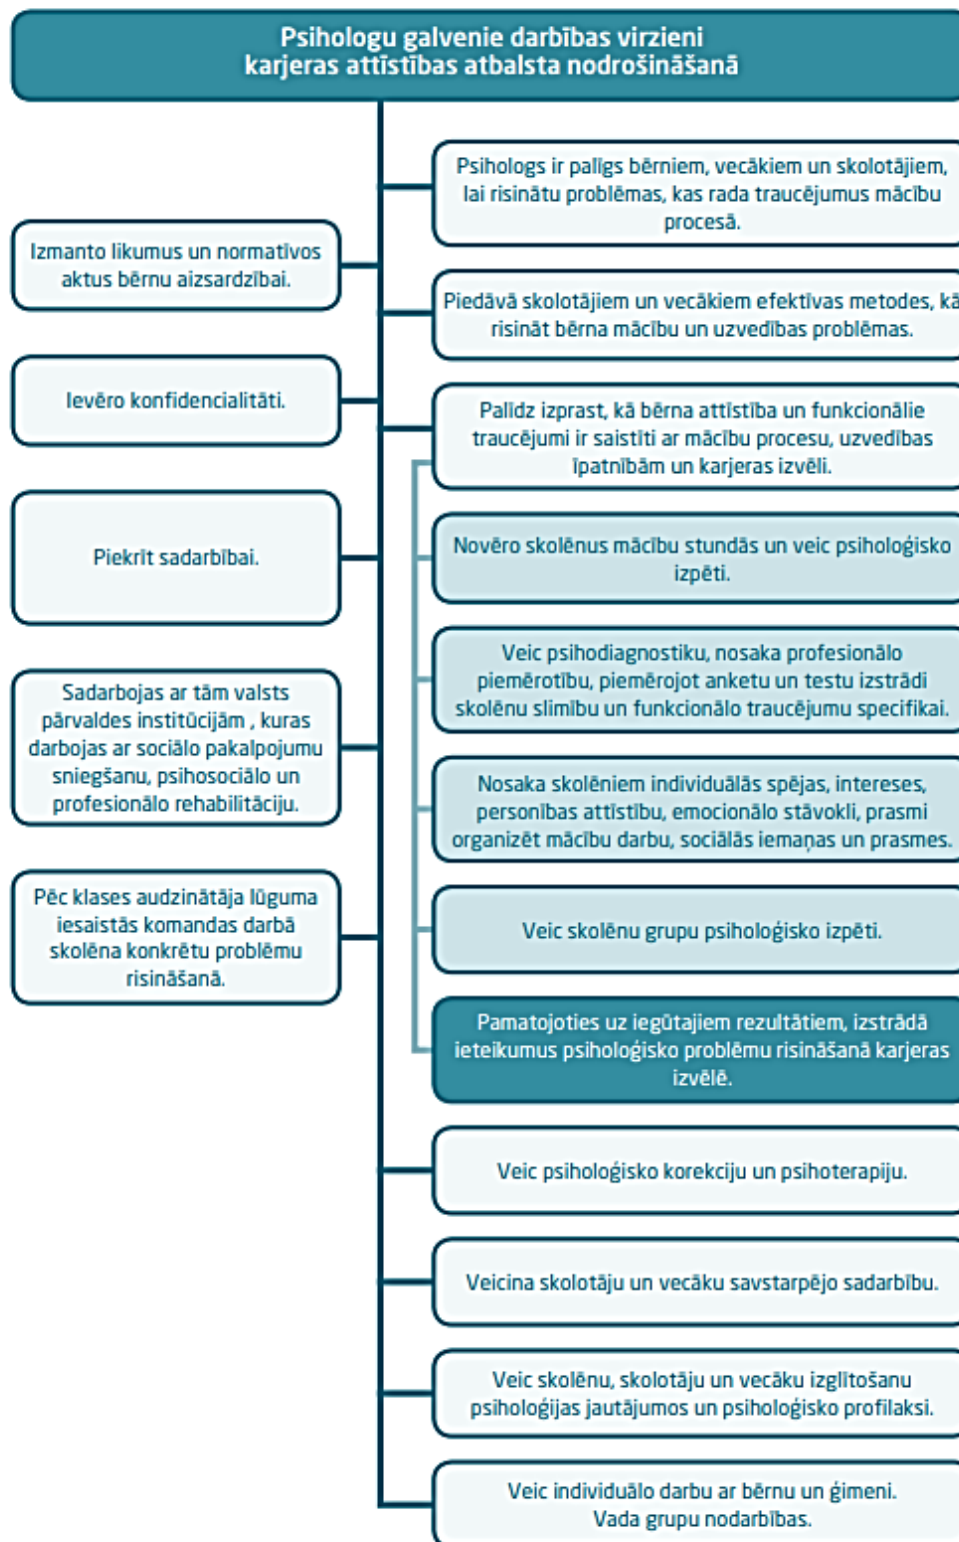 Psihologu galvenie darbības virzieni
karjeras attīstības atbalsta nodrošināšanā
Izmanto likumus un normatīvos
aktus bērnu aizsardzībai.
Ievēro konfidencialitāti.
Piekrīt sadarbībai.
Sadarbojas ar tām valsts
pārvaldes institūcijām , kuras
darbojas ar sociālo pakalpojumu
sniegšanu, psihosociālo un
profesionālo rehabilitāciju.
Pēc klases audzinātāja lūguma
iesaistās komandas darbā
skolēna konkrētu problēmu
risināšanā.
Psihologs ir palīgs bērniem, vecākiem un skolotājiem,
lai risinātu problēmas, kas rada traucējumus mācību
procesā.
Piedāvā skolotājiem un vecākiem efektīvas metodes, kā
risināt bērna mācību un uzvedības problēmas.
Palīdz izprast, kā bērna attīstība un funkcionālie
traucējumi ir saistīti ar mācību procesu, uzvedības
īpatnībām un karjeras izvēli.
Novēro skolēnus mācību stundās un veic psiholoģisko
izpēti.
Veic psihodiagnostiku, nosaka profesionālo
piemērotību, piemērojot anketu un testu izstrādi
skolēnu slimību un funkcionālo traucējumu specifikai.
Nosaka skolēniem individuālās spējas, intereses,
personības attīstību, emocionālo stāvokli, prasmi
organizēt mācību darbu, sociālās iemaņas un prasmes.
Veic skolēnu grupu psiholoģisko izpēti.
Pamatojoties uz iegūtajiem rezultātiem, izstrādā
ieteikumus psiholoģisko problēmu risināšanā karjeras
izvēlē.
Veic psiholoģisko korekciju un psihoterapiju.
Veicina skolotāju un vecāku savstarpējo sadarbību.
Veic skolēnu, skolotāju un vecāku izglītošanu
psiholoģijas jautājumos un psiholoģisko profilaksi.
Veic individuālo darbu ar bērnu un ģimeni.
Vada grupu nodarbības.